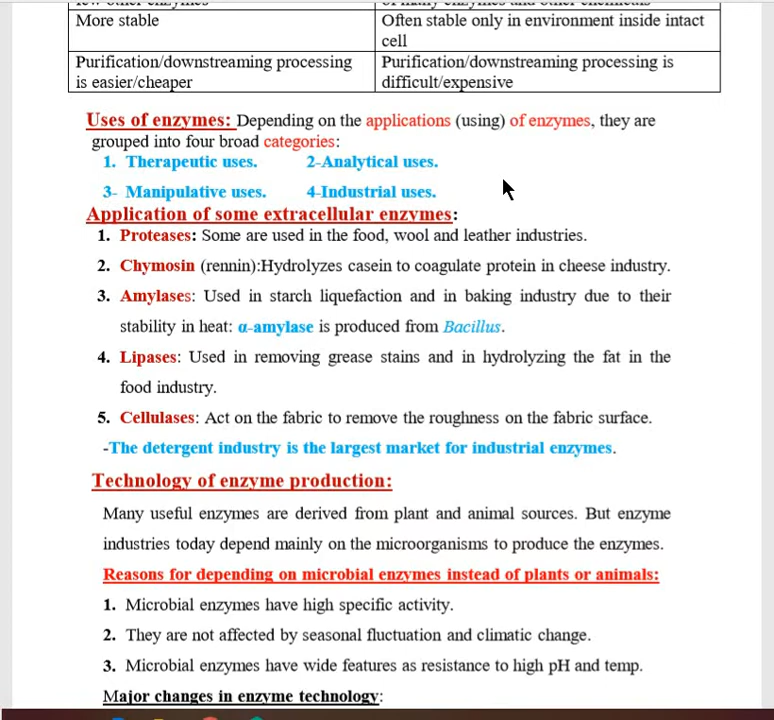 More stable
Often stable only in environment inside intact
cell
Purification/downstreaming processing
is easier/cheaper
Purification/downstreaming processing is
difficult/expensive
Uses of enzymes: Depending on the applications (using) of enzymes, they are
grouped into four broad categories:
1. Therapeutic uses. 2-Analytical uses.
3- Manipulative uses. 4-Industrial uses.
Application of some extracellular enzymes:
1. Proteases: Some are used in the food, wool and leather industries.
2. Chymosin (rennin):Hydrolyzes casein to coagulate protein in cheese industry.
3. Amylases: Used in starch liquefaction and in baking industry due to their
stability in heat: α-amylase is produced from Bacillus.
4. Lipases: Used in removing grease stains and in hydrolyzing the fat in the
food industry.
5. Cellulases: Act on the fabric to remove the roughness on the fabric surface.
-The detergent industry is the largest market for industrial enzymes.
Technology of enzyme production:
Many useful enzymes are derived from plant and animal sources. But enzyme
industries today depend mainly on the microorganisms to produce the enzymes.
Reasons for depending on microbial enzymes instead of plants or animals:
1. Microbial enzymes have high specific activity.
2. They are not affected by seasonal fluctuation and climatic change.
3. Microbial enzymes have wide features as resistance to high pH and temp.
Major changes in enzyme technology: